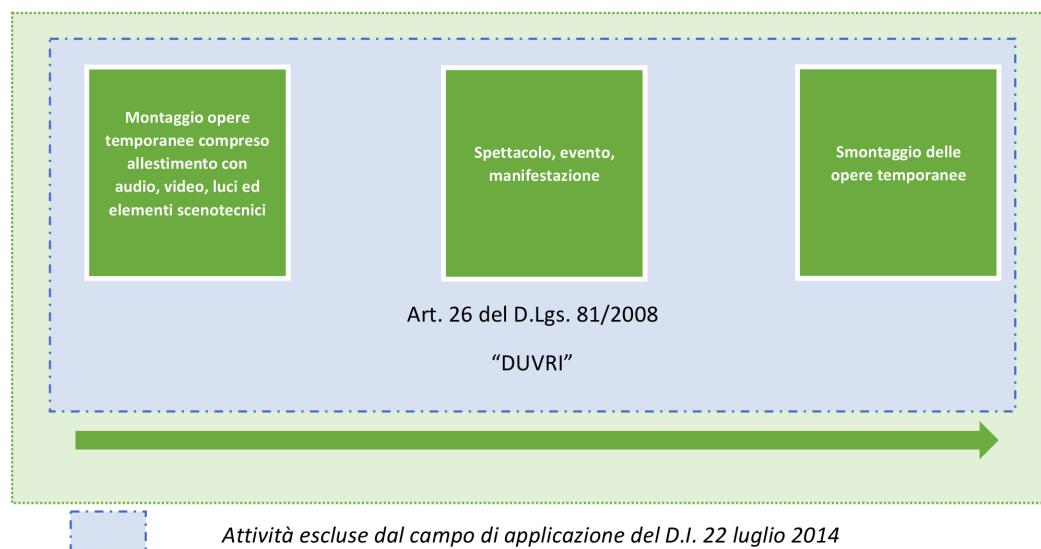 Montaggio opere
temporanee compreso
allestimento con
audio, video, luci ed
elementi scenotecnici
Spettacolo, evento,
manifestazione
Smontaggio delle
opere temporanee
Art. 26 del D.Lgs. 81/2008
“DUVRI”
Attività escluse dal campo di applicazione del D.I. 22 luglio 2014